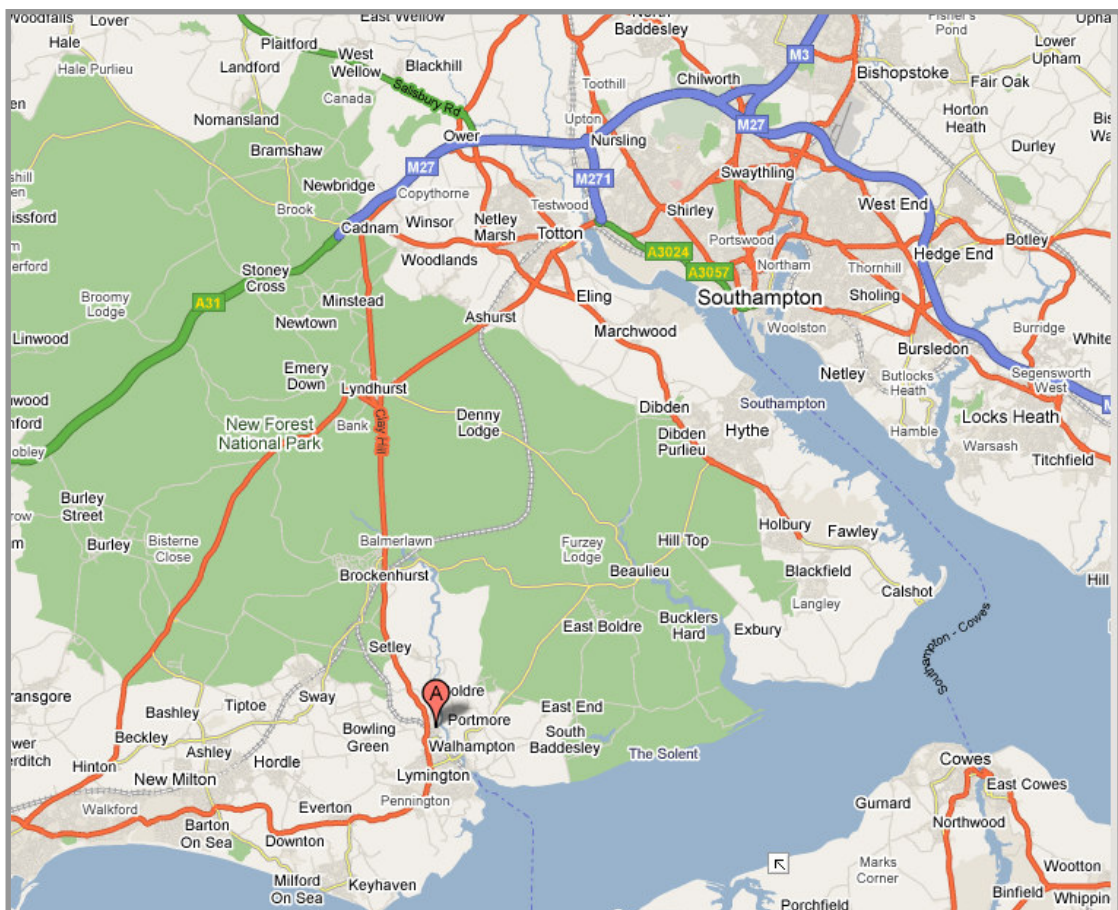 Woodfalls
Lover
East Wellow
North
Baddesley
M3
Fisher's
Pond
Upha
Hale
Plaitford
West
Wellow
Blackhill
Chilworth
Bishopstoke
Lower
Upham
Hale Purlieu
Landford
Canada
Toothill
Fair Oak
Salisbury Rd
Nomansland
Ower
Upton
Nursling
M27
Horton
Heath
Bramshaw
M27
Durley
Newbridge
Copythorne
M271
Swaythling
Brook
Testwood
West End
Cadnam
Winsor
Netley
Marsh
Totton
Shirley
Portswood
Botley
Woodlands
A3024
Hedge End
Stoney
Cross
A3057
Northam
Thornhill
Broomy
Lodge
A31
Minstead
Eling
Southampton
Sholing
Newtown
Ashurst
Marchwood
Woolston
Burridge
Linwood
Bursledon
White
Emery
Down
Lyndhurst
Netley
Butlocks
Heath
Segensworth
West
New Forest
National Park
Bank
Clay Hill
Denny
Lodge
Dibden
Southampton
Locks Heath
Hythe
Hamble
Dibden
Purlieu
Warsash
Titchfield
Burley
Street
Burley
Bisterne
Close
Balmerlawn
Furzey
Lodge
Hill Top
Holbury
Fawley
Brockenhurst
Beaulieu
Blackfield
Hill
Calshot
Langley
East Boldre
Bucklers
Hard
Exbury
Southampton - Cowes
Setley
Sway
A
Tiptoe
Bashley
Portmore
East End
Beckley
Bowling
Green
Walhampton
South
Baddesley
The Solent
Ashley
Hinton
New Milton
Hordle
Lymington
Cowes
Pennington
East Cowes
Walkford
Everton
Gurnard
Barton
On Sea
Downton
Northwood
Milford
On Sea
Keyhaven
Marks
Corner
Wootton
Binfield
Whippin
Porchfield